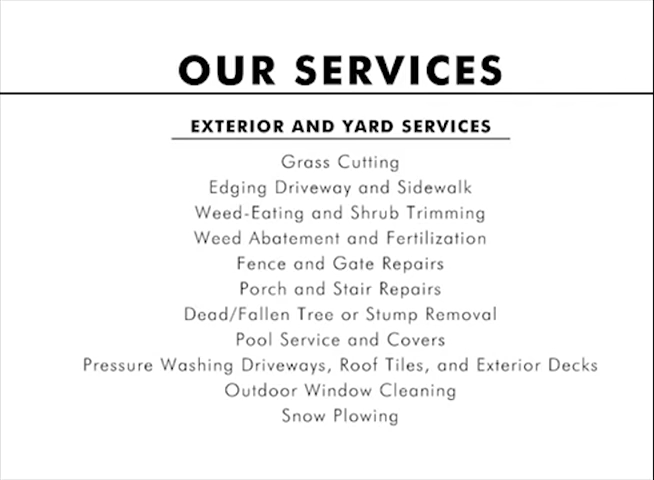 OUR SERVICES
EXTERIOR AND YARD SERVICES
Grass Cutting
Edging Driveway and Sidewalk
Weed-Eating and Shrub Trimming
Weed Abatement and Fertilization
Fence and Gate Repairs
Porch and Stair Repairs
Dead/Fallen Tree or Stump Removal
Pool Service and Covers
Pressure Washing Driveways, Roof Tiles, and Exterior Decks
Outdoor Window Cleaning
Snow Plowing